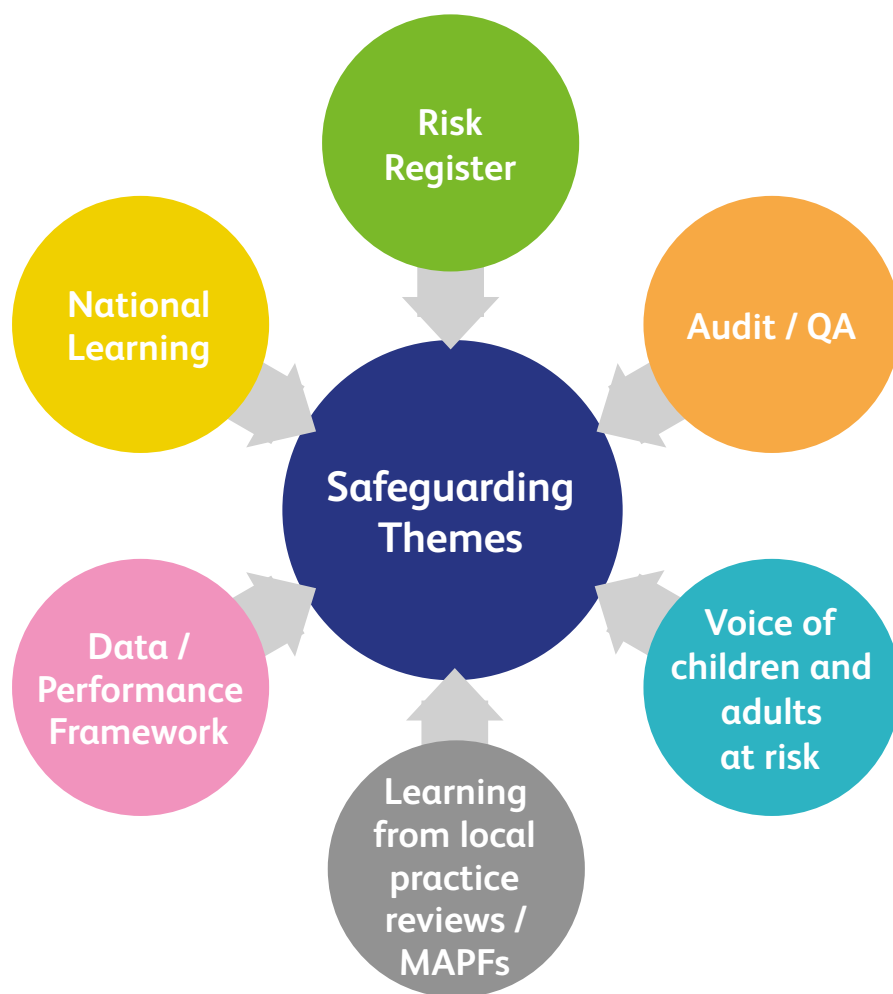 Risk
Register
National
Learning
Audit / QA
Safeguarding
Themes
Data /
Performance
Framework
Voice of
children and
adults
at risk
Learning
from local
practice
reviews /
MAPFs